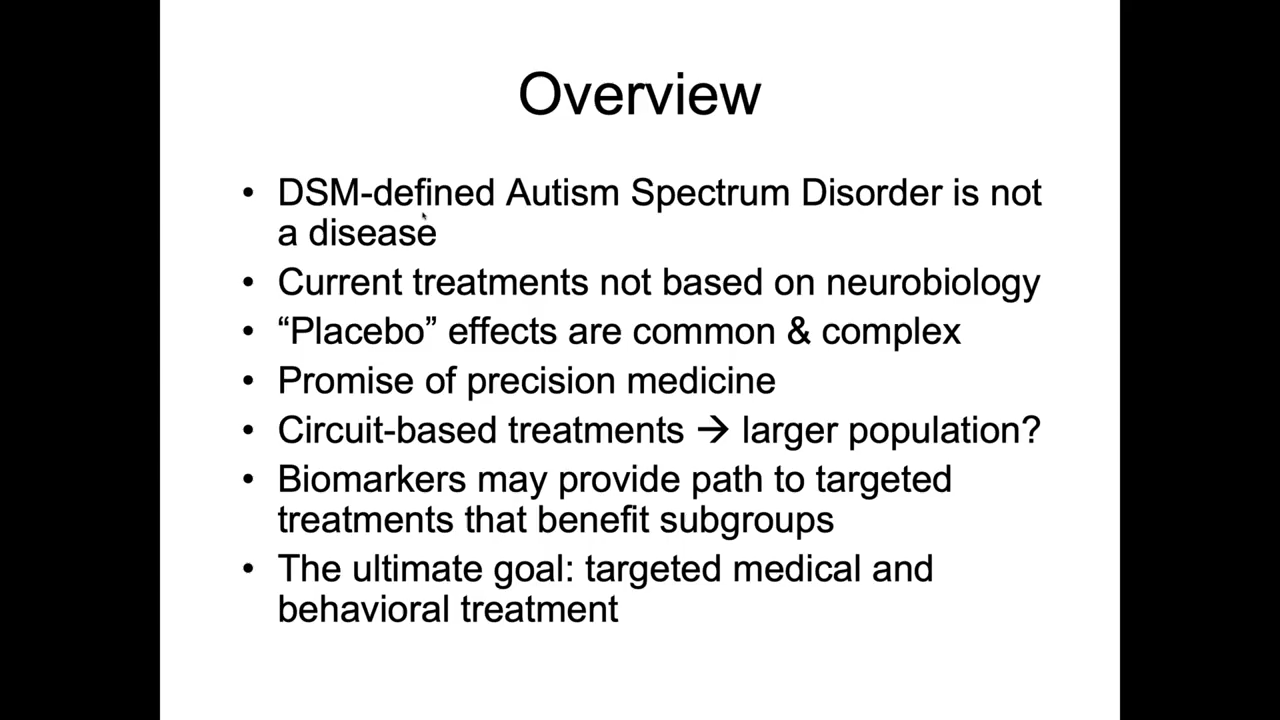 Overview
• DSM-defined Autism Spectrum Disorder is not
a disease
• Current treatments not based on neurobiology
• “Placebo” effects are common & complex
• Promise of precision medicine
• Circuit-based treatments → larger population?
• Biomarkers may provide path to targeted
treatments that benefit subgroups
• The ultimate goal: targeted medical and
behavioral treatment